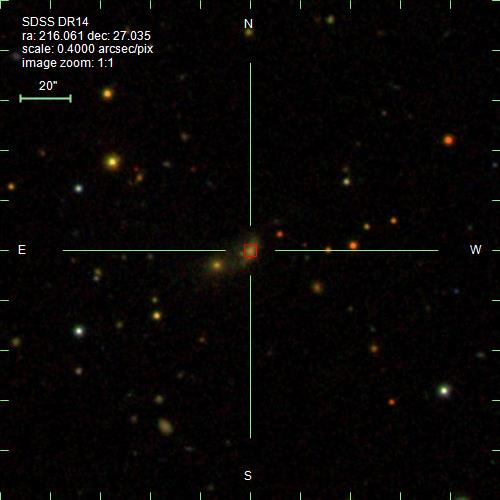 SDSS DR14
ra: 216.061 dec: 27.035
scale: 0.4000 arcsec/pix
image zoom: 1:1
20"
N
E
W
S